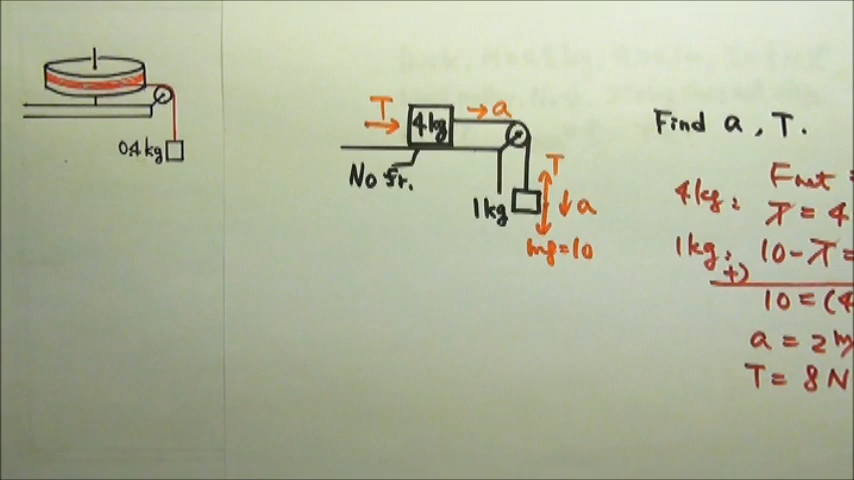 0.4kg
T
4kg
a
No fr.
1kg
T
a
mg=10
Find a, T.
Fnet =
4kg: T = 4
1kg: 10-T=
+)
10 = (4
a = 2 m/
T = 8 N